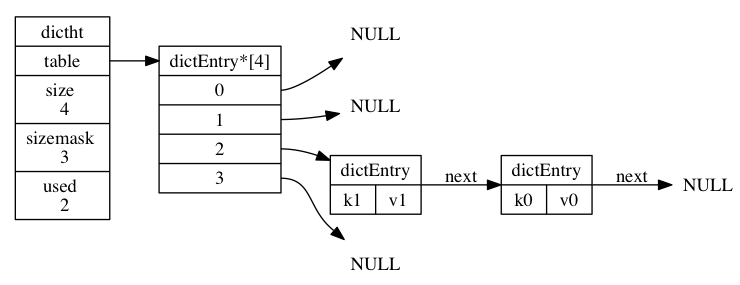 dictht
table
size
4
sizemask
3
used
2
dictEntry*[4]
0
1
2
3
NULL
NULL
dictEntry
k1 v1
next
dictEntry
k0 v0
next
NULL
NULL